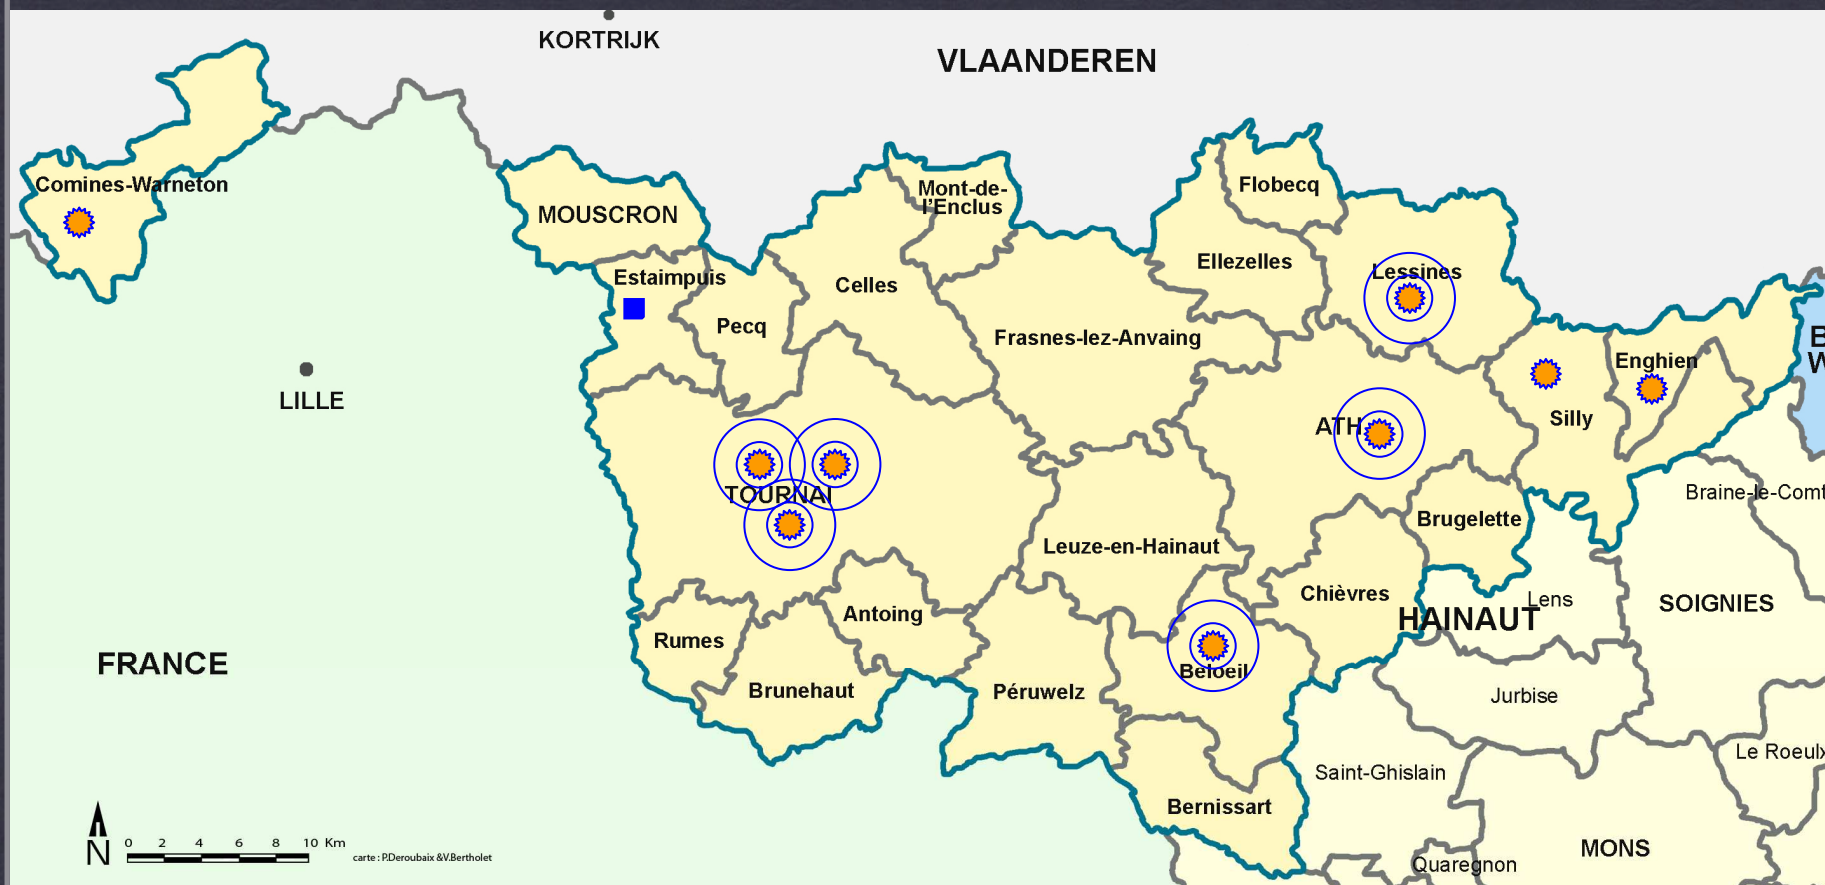 KORTRIJK
VLAANDEREN
Comines-Warneton
MOUSCRON
Mont-de-
l'Enclus
Flobecq
Estaimpuis
Celles
Ellezelles
Lessines
Pecq
Frasnes-lez-Anvaing
B
W
LILLE
Enghien
Silly
ATH
TOURNAI
Braine-le-Comt
Brugelette
Leuze-en-Hainaut
Chièvres
Lens
HAINAUT
SOIGNIES
Antoing
Rumes
FRANCE
Beloeil
Brunehaut
Péruwelz
Jurbise
Le Roeulx
Saint-Ghislain
Bernissart
MONS
Quaregnon
N
0 2 4 6 8 10 Km
carte : P.Deroubaix &V.Bertholet